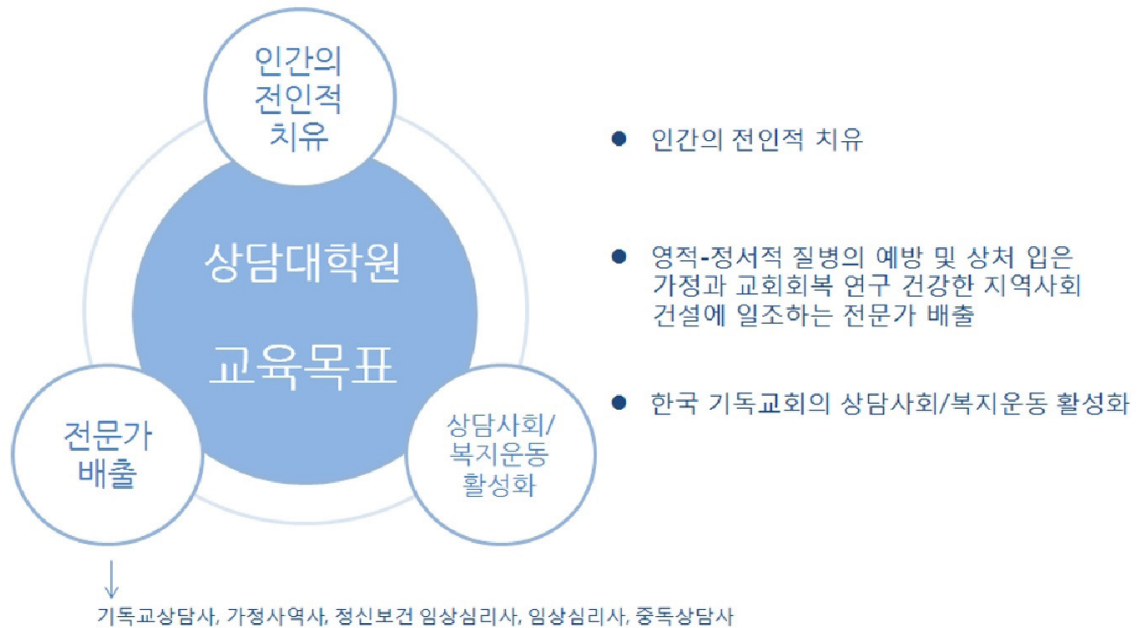 인간의
전인적
치유
상담대학원
교육목표
전문가
배출
상담사회/
복지운동
활성화
● 인간의 전인적 치유
● 영적-정서적 질병의 예방 및 상처 입은
가정과 교회회복 연구 건강한 지역사회
건설에 일조하는 전문가 배출
● 한국 기독교회의 상담사회/복지운동 활성화
기독교상담사, 가정사역사, 정신보건 임상심리사, 임상심리사, 중독상담사